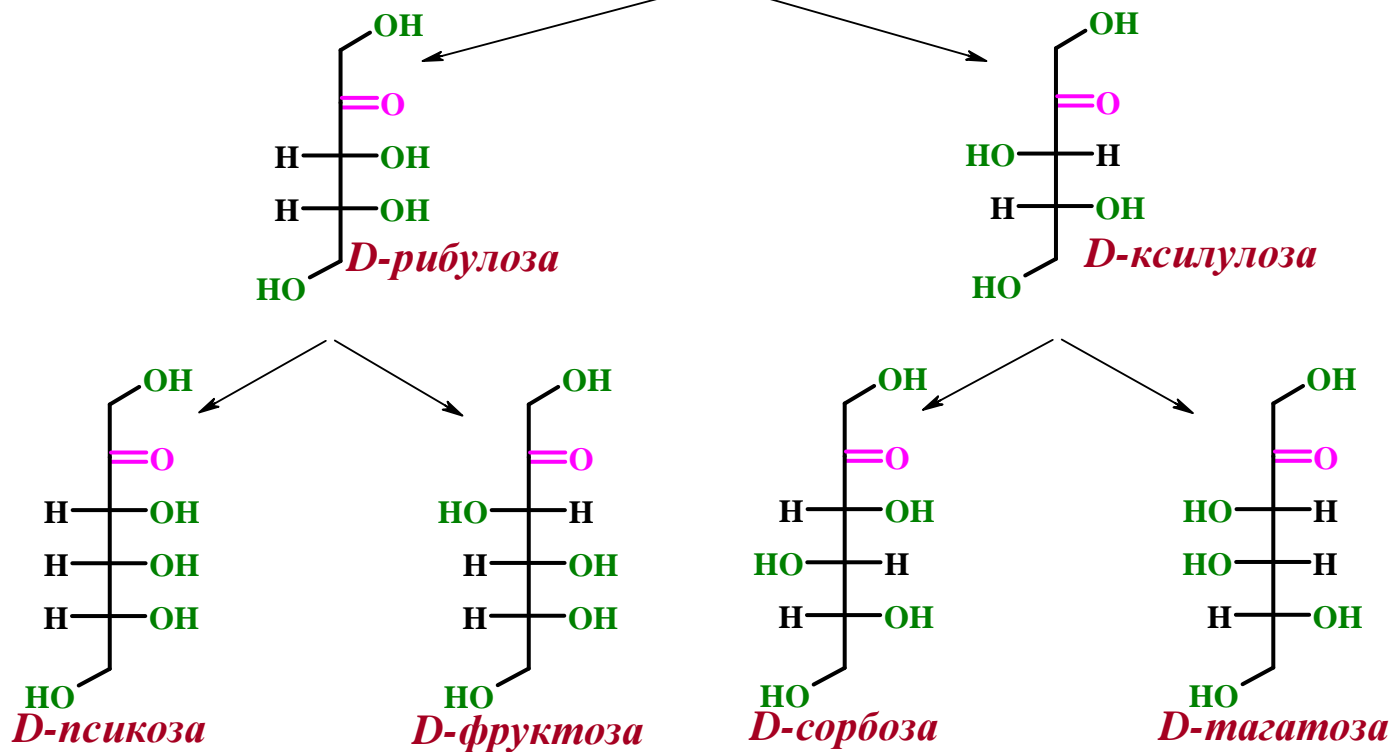 OH OH
O O
H OH HO H
H OH H OH
HO D-рибулоза HO D-ксилулоза
OH OH OH OH
O O O O
H OH HO H H OH HO H
H OH H OH HO H HO H
H OH H OH H OH H OH
HO HO HO HO
D-псикоза D-фруктоза D-сорбоза D-тагатоза